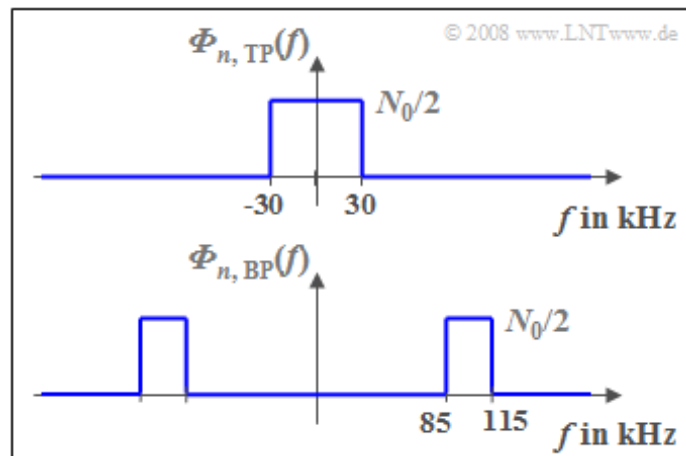 © 2008 www.LNTwww.de
Φn, TP(f)
N0/2
-30 30
f in kHz
Φn, BP(f)
N0/2
85 115
f in kHz